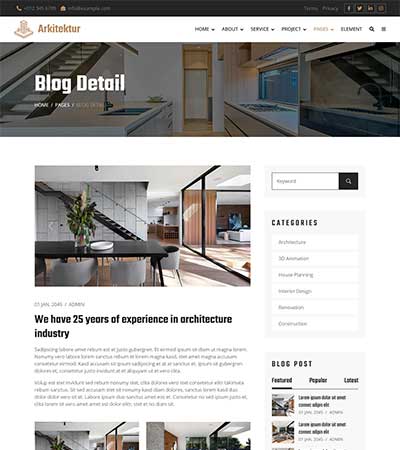 +012 345 6789 info@example.com Terms / Privacy
Arkitektur
HOME ABOUT SERVICE PROJECT PAGES ELEMENT
Blog Detail
HOME / PAGES / BLOG DETAIL
Keyword
CATEGORIES
Architecture
3D Animation
House Planning
Interior Design
Renovation
Construction
01 JAN, 2045 / ADMIN
We have 25 years of experience in architecture
industry
Sadipscing labore amet rebum est et justo gubergren. Et eirmod ipsum sit diam ut magna lorem.
Nonumy vero labore lorem sanctus rebum et lorem magna kasd, stet amet magna accusam
consetetur eirmod. Kasd accusam sit ipsum sadipscing et at at sanctus et. Ipsum sit gubergren
dolores et, consetetur justo invidunt at et aliquyam ut et vero clita.
diam sea nonumy stet, clita dolores vero stet consetetur elitr takimata
rebum sanctus. Sit sed accusam stet sit nonumy kasd diam dolores, sanctus lorem kasd duo
dolor dolor vero sit et. Labore ipsum duo sanctus amet eos et. Consetetur no sed et ipsum justo et,
clita lorem sit vero amet amet est dolor elitr, stet et no diam sit.
BLOG POST
Featured Popular Latest
Lorem ipsum dolor sit amet
consec adipis elit
01 JAN, 2045 / ADMIN
Lorem ipsum dolor sit amet
consec adipis elit
01 JAN, 2045 / ADMIN
Lorem ipsum dolor sit amet